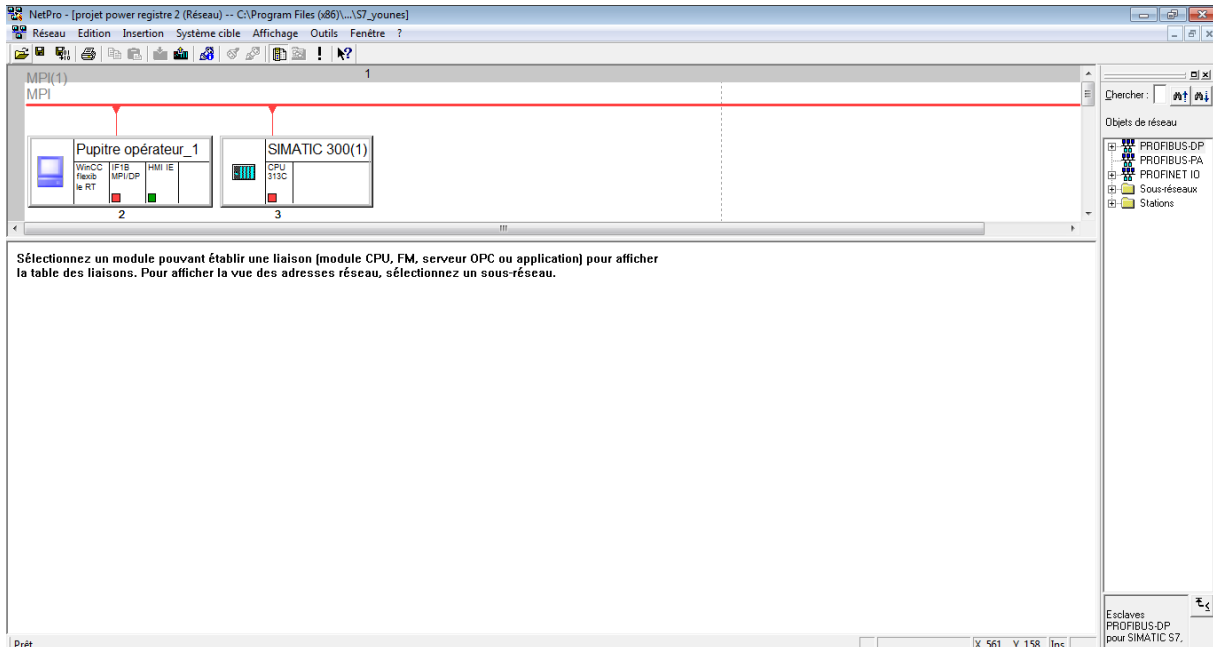 NetPro - [projet power registre 2 (Réseau) -- C:\Program Files (x86)\...\S7_younes]
Réseau Edition Insertion Système cible Affichage Outils Fenêtre ?
MPI(1)
1
MPI
Pupitre opérateur_1
WinCC
flexib
le RT
IF1B
MPI/DP
HMI IE
2
SIMATIC 300(1)
CPU
313C
3
Sélectionnez un module pouvant établir une liaison (module CPU, FM, serveur OPC ou application) pour afficher
la table des liaisons. Pour afficher la vue des adresses réseau, sélectionnez un sous-réseau.
Chercher :
Objets de réseau
PROFIBUS-DP
PROFIBUS-PA
PROFINET IO
Sous-réseaux
Stations
Esclaves
PROFIBUS-DP
pour SIMATIC S7,
Prêt
X 561 Y 158 Ins